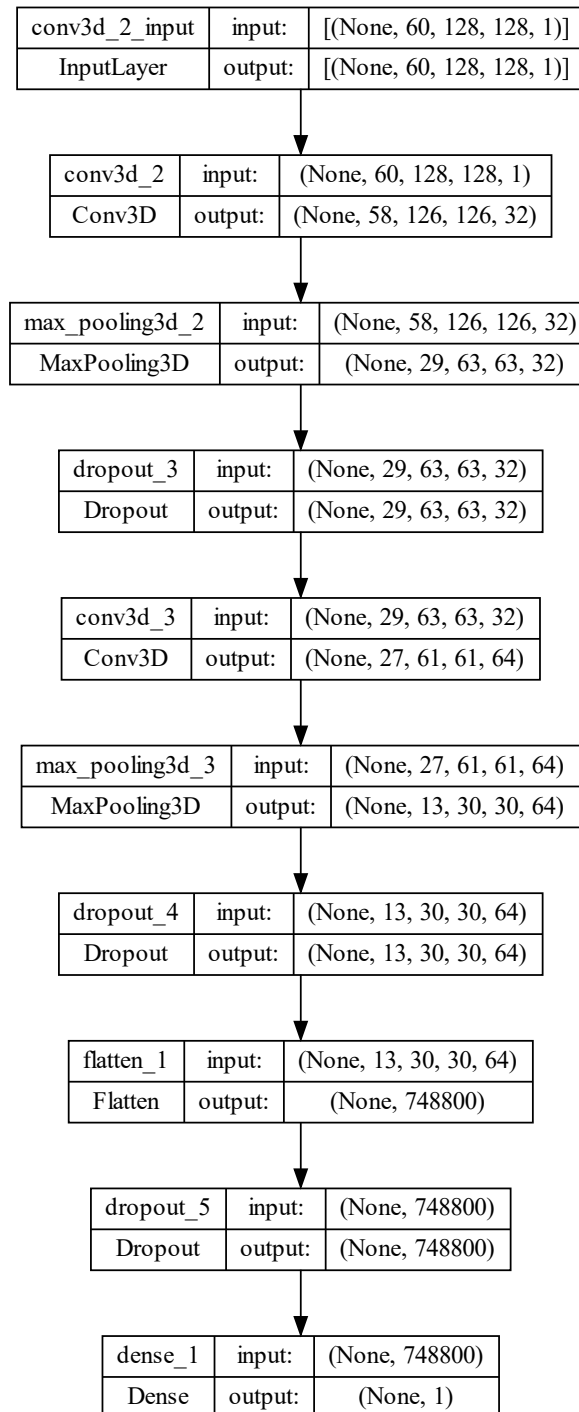 conv3d_2_input input: [(None, 60, 128, 128, 1)]
InputLayer output: [(None, 60, 128, 128, 1)]
conv3d_2 input: (None, 60, 128, 128, 1)
Conv3D output: (None, 58, 126, 126, 32)
max_pooling3d_2 input: (None, 58, 126, 126, 32)
MaxPooling3D output: (None, 29, 63, 63, 32)
dropout_3 input: (None, 29, 63, 63, 32)
Dropout output: (None, 29, 63, 63, 32)
conv3d_3 input: (None, 29, 63, 63, 32)
Conv3D output: (None, 27, 61, 61, 64)
max_pooling3d_3 input: (None, 27, 61, 61, 64)
MaxPooling3D output: (None, 13, 30, 30, 64)
dropout_4 input: (None, 13, 30, 30, 64)
Dropout output: (None, 13, 30, 30, 64)
flatten_1 input: (None, 13, 30, 30, 64)
Flatten output: (None, 748800)
dropout_5 input: (None, 748800)
Dropout output: (None, 748800)
dense_1 input: (None, 748800)
Dense output: (None, 1)